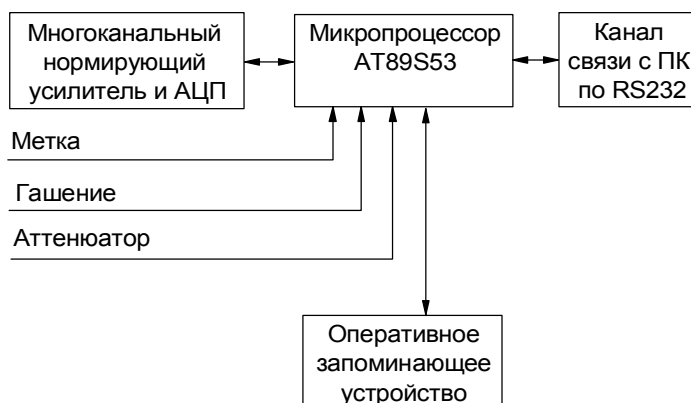 Многоканальный
нормирующий
усилитель и АЦП
Микропроцессор
AT89S53
Канал
связи с ПК
по RS232
Метка
Гашение
Аттенюатор
Оперативное
запоминающее
устройство